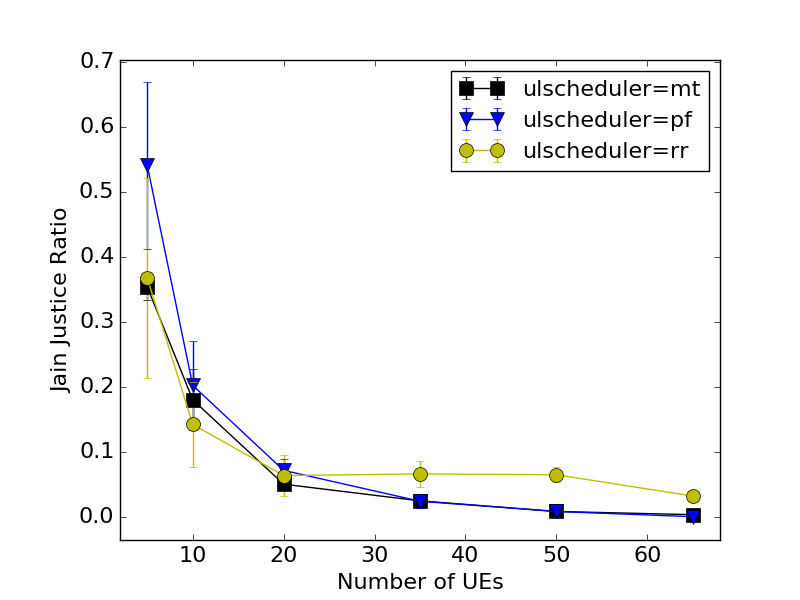 0.7
0.6
0.5
0.4
0.3
0.2
0.1
0.0
Jain Justice Ratio
ulscheduler=mt
ulscheduler=pf
ulscheduler=rr
10 20 30 40 50 60
Number of UEs